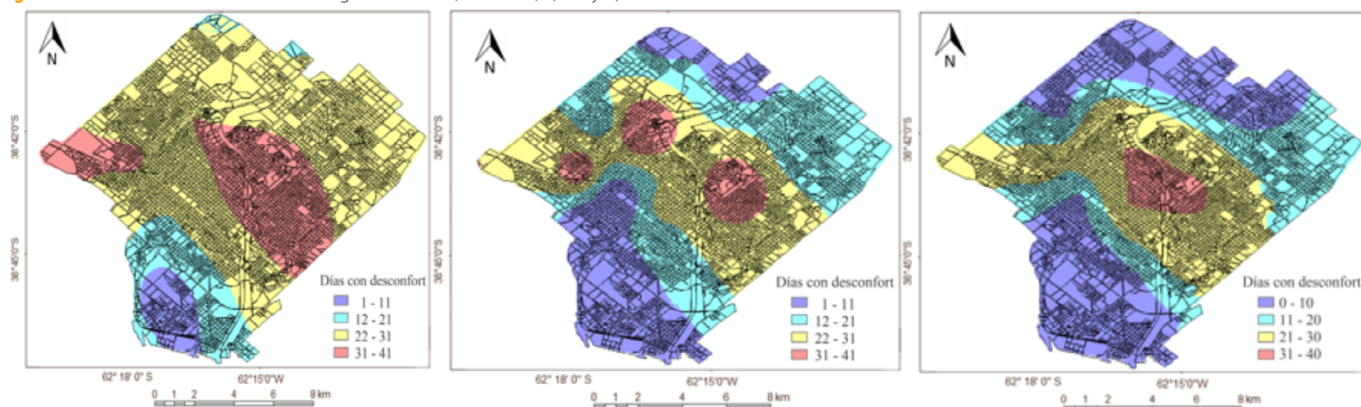 N
38°42'0"S
38°45'0"S
Días con desconfort
1 - 11
12 - 21
22 - 31
31 - 41
62° 18' 0" S
62°15'0"W
0 1 2 4 6 8 km
N
38°42'0"S
38°45'0"S
Días con desconfort
1 - 11
12 - 21
22 - 31
31 - 41
62° 18' 0" S
62°15'0"W
0 1 2 4 6 8 km
N
38°42'0"S
38°45'0"S
Días con desconfort
0 - 10
11 - 20
21 - 30
31 - 40
62° 18' 0" S
62°15'0"W
0 1 2 4 6 8 km